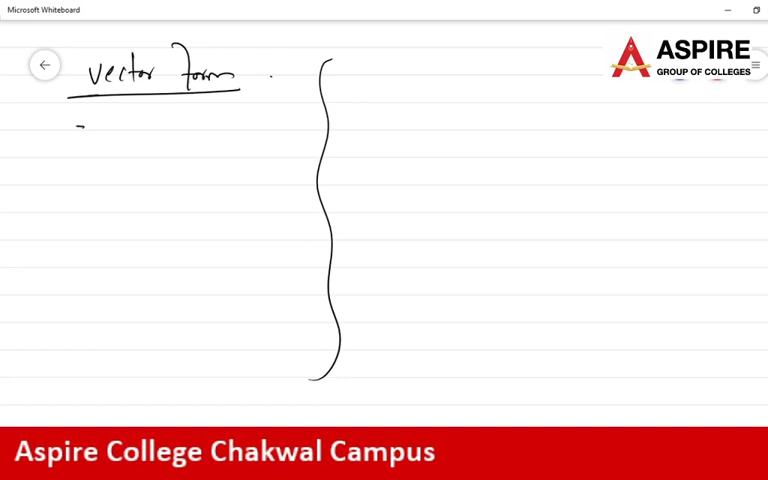 Microsoft Whiteboard
ASPIRE
GROUP OF COLLEGES
vector Form
Aspire College Chakwal Campus